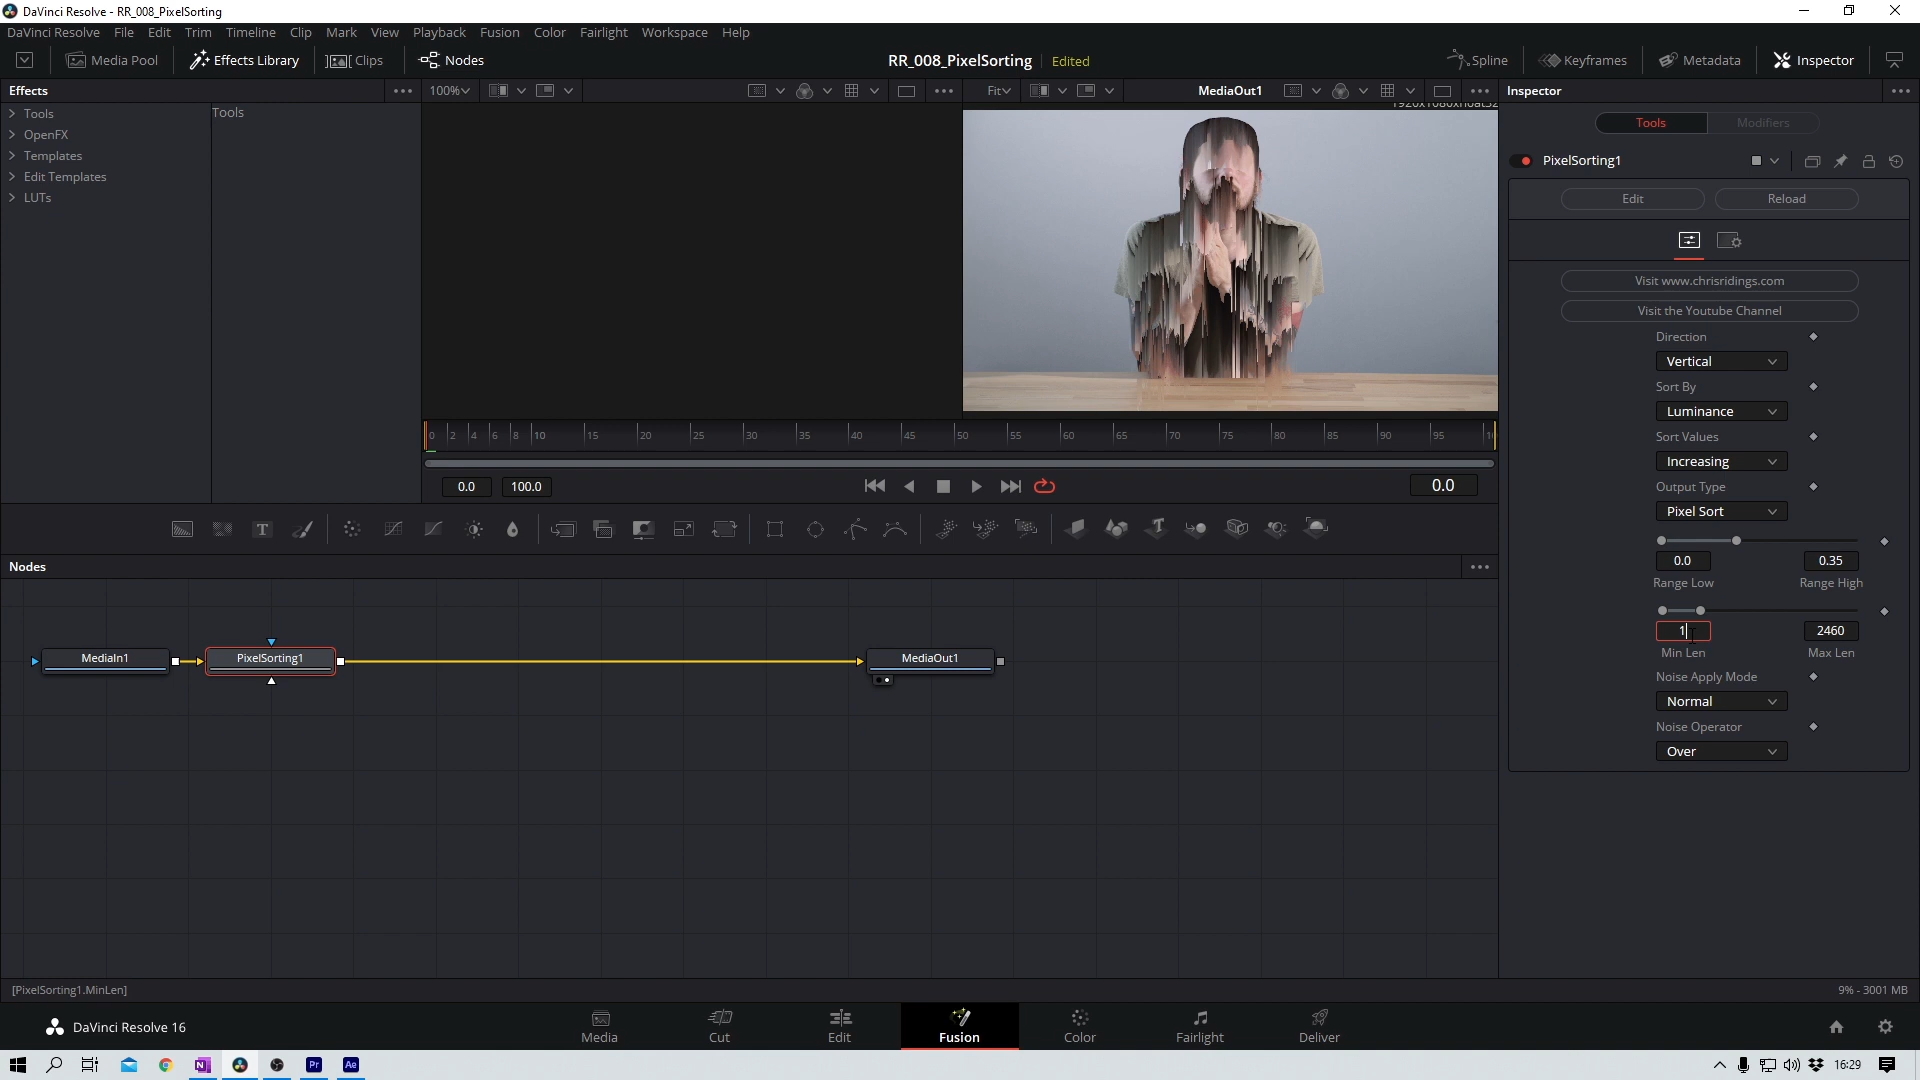 DaVinci Resolve - RR_008_PixelSorting
DaVinci Resolve File Edit Trim Timeline Clip Mark View Playback Fusion Color Fairlight Workspace Help
Media Pool Effects Library Clips Nodes RR_008_PixelSorting Edited Spline Keyframes Metadata Inspector
Effects 100% Fit MediaOut1 Inspector
1920x1080xfloat32
Tools
OpenFX
Templates
Edit Templates
LUTs
Tools
0 2 4 6 8 10 15 20 25 30 35 40 45 50 55 60 65 70 75 80 85 90 95
0.0 100.0 0.0
T
Nodes
MediaIn1 PixelSorting1 MediaOut1
Tools Modifiers
PixelSorting1
Edit Reload
Visit www.chrisridings.com
Visit the Youtube Channel
Direction
Vertical
Sort By
Luminance
Sort Values
Increasing
Output Type
Pixel Sort
0.0 0.35
Range Low Range High
1 2460
Min Len Max Len
Noise Apply Mode
Normal
Noise Operator
Over
[PixelSorting1.MinLen] 9% - 3001 MB
DaVinci Resolve 16 Media Cut Edit Fusion Color Fairlight Deliver
N Pr Ae 16:29